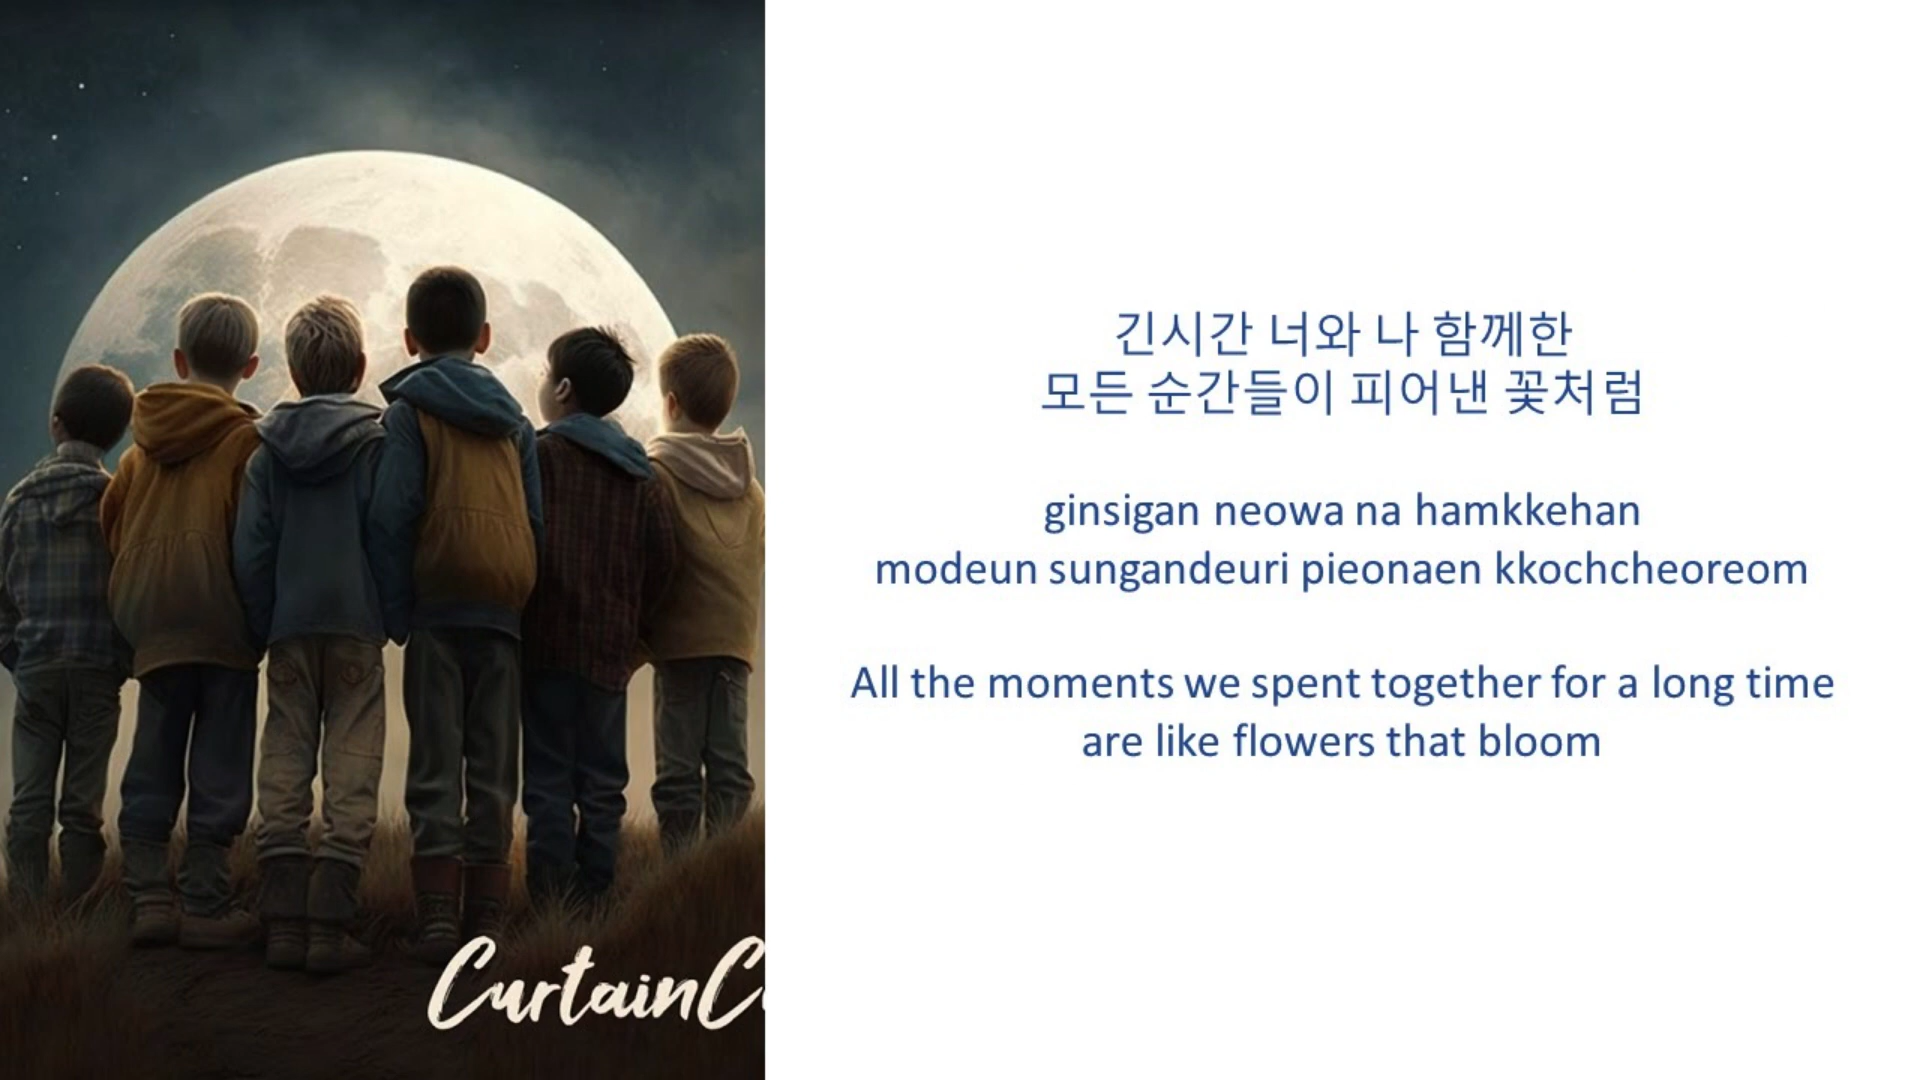 긴시간 너와 나 함께한
모든 순간들이 피어낸 꽃처럼
ginsigan neowa na hamkkehan
modeun sungandeuri pieonaen kkochcheoreom
All the moments we spent together for a long time
are like flowers that bloom
CurtainC